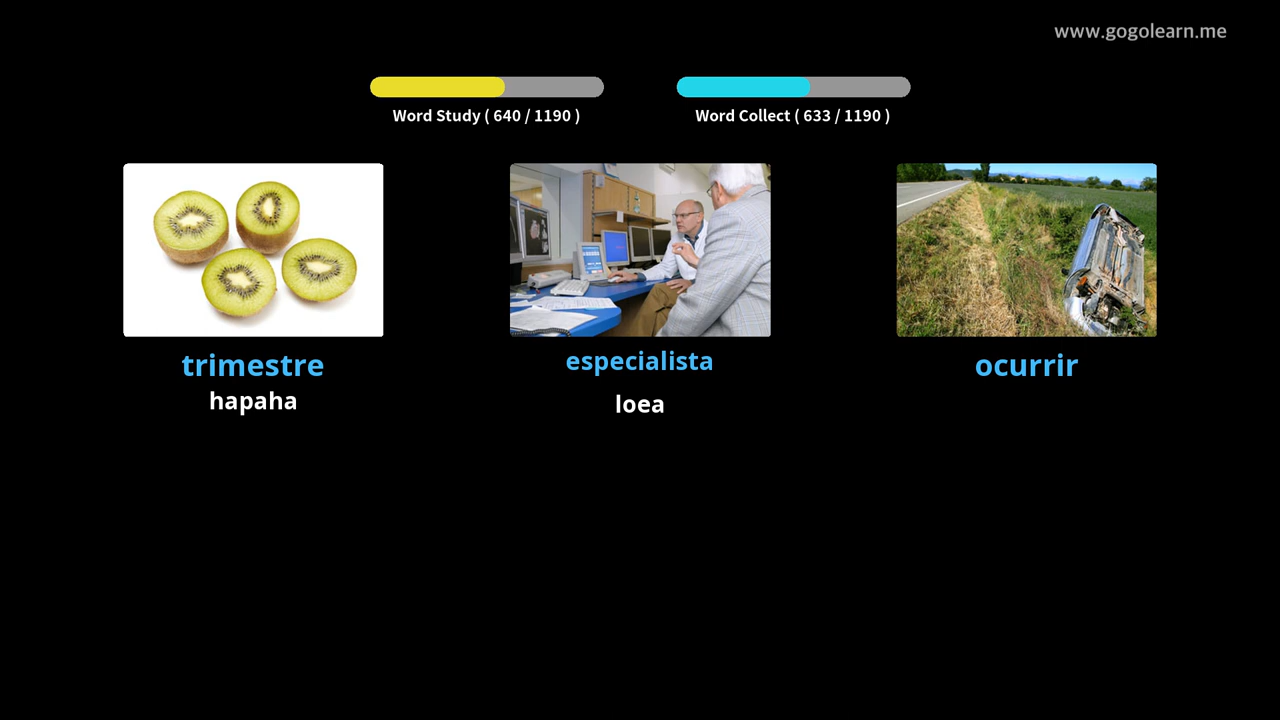 www.gogolearn.me
Word Study ( 640 / 1190 )
Word Collect ( 633 / 1190 )
trimestre
hapaha
especialista
loea
ocurrir